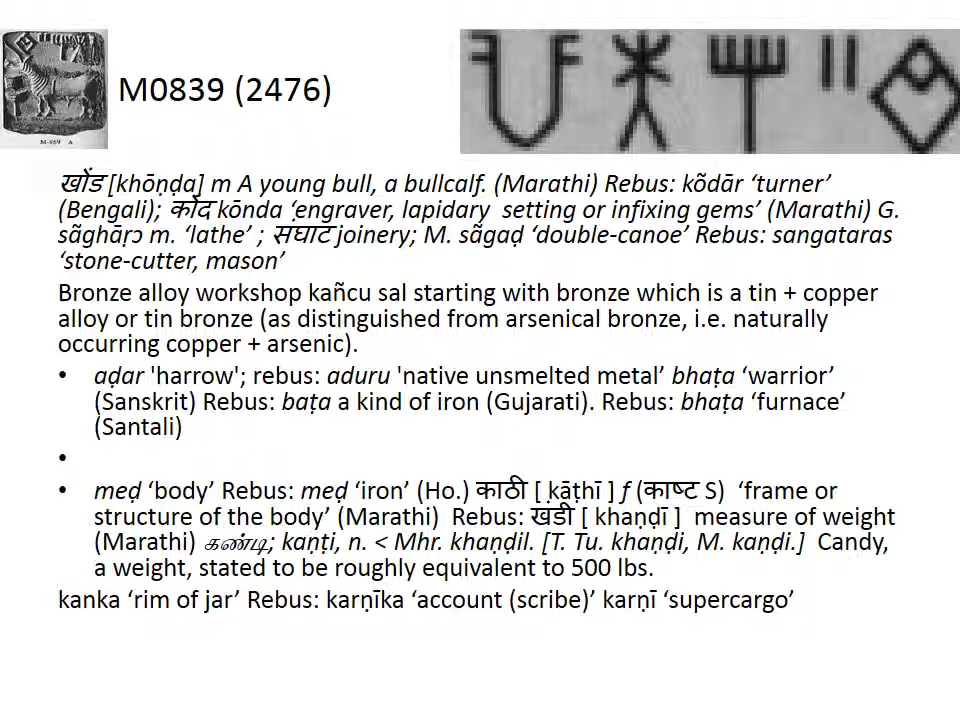 M0839 (2476)
M-869 A
खोंड [khōṇḍa] m A young bull, a bullcalf. (Marathi) Rebus: kõdār ‘turner’
(Bengali); कोंद kōnda ‘engraver, lapidary setting or infixing gems’ (Marathi) G.
sãghāṛɔ m. ‘lathe’ ; संघाट joinery; M. sãgaḍ ‘double-canoe’ Rebus: sangataras
‘stone-cutter, mason’
Bronze alloy workshop kañcu sal starting with bronze which is a tin + copper
alloy or tin bronze (as distinguished from arsenical bronze, i.e. naturally
occurring copper + arsenic).
• aḍar 'harrow'; rebus: aduru 'native unsmelted metal’ bhaṭa ‘warrior’
(Sanskrit) Rebus: baṭa a kind of iron (Gujarati). Rebus: bhaṭa ‘furnace’
(Santali)
•
• meḍ ‘body’ Rebus: meḍ ‘iron’ (Ho.) काठी [ kāṭhī ] f (काष्ट S) ‘frame or
structure of the body’ (Marathi) Rebus: खंडी [ khaṇḍī ] measure of weight
(Marathi) கண்டி; kaṇṭi, n. < Mhr. khaṇḍil. [T. Tu. khaṇḍi, M. kaṇḍi.] Candy,
a weight, stated to be roughly equivalent to 500 lbs.
kanka ‘rim of jar’ Rebus: karṇīka ‘account (scribe)’ karṇī ‘supercargo’